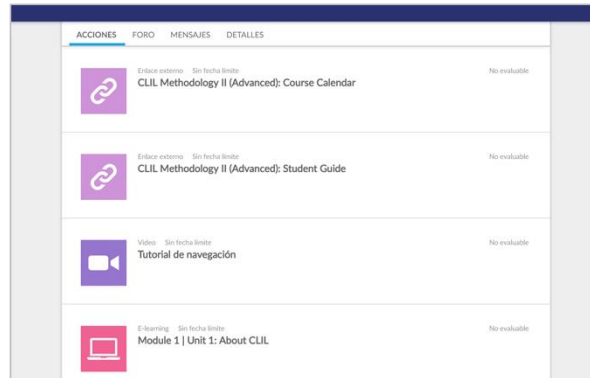 ACCIONES FORO MENSAJES DETALLES
Enlace externo Sin fecha límite No evaluable
CLIL Methodology II (Advanced): Course Calendar
Enlace externo Sin fecha límite No evaluable
CLIL Methodology II (Advanced): Student Guide
Video Sin fecha límite No evaluable
Tutorial de navegación
E-learning Sin fecha límite No evaluable
Module 1 | Unit 1: About CLIL